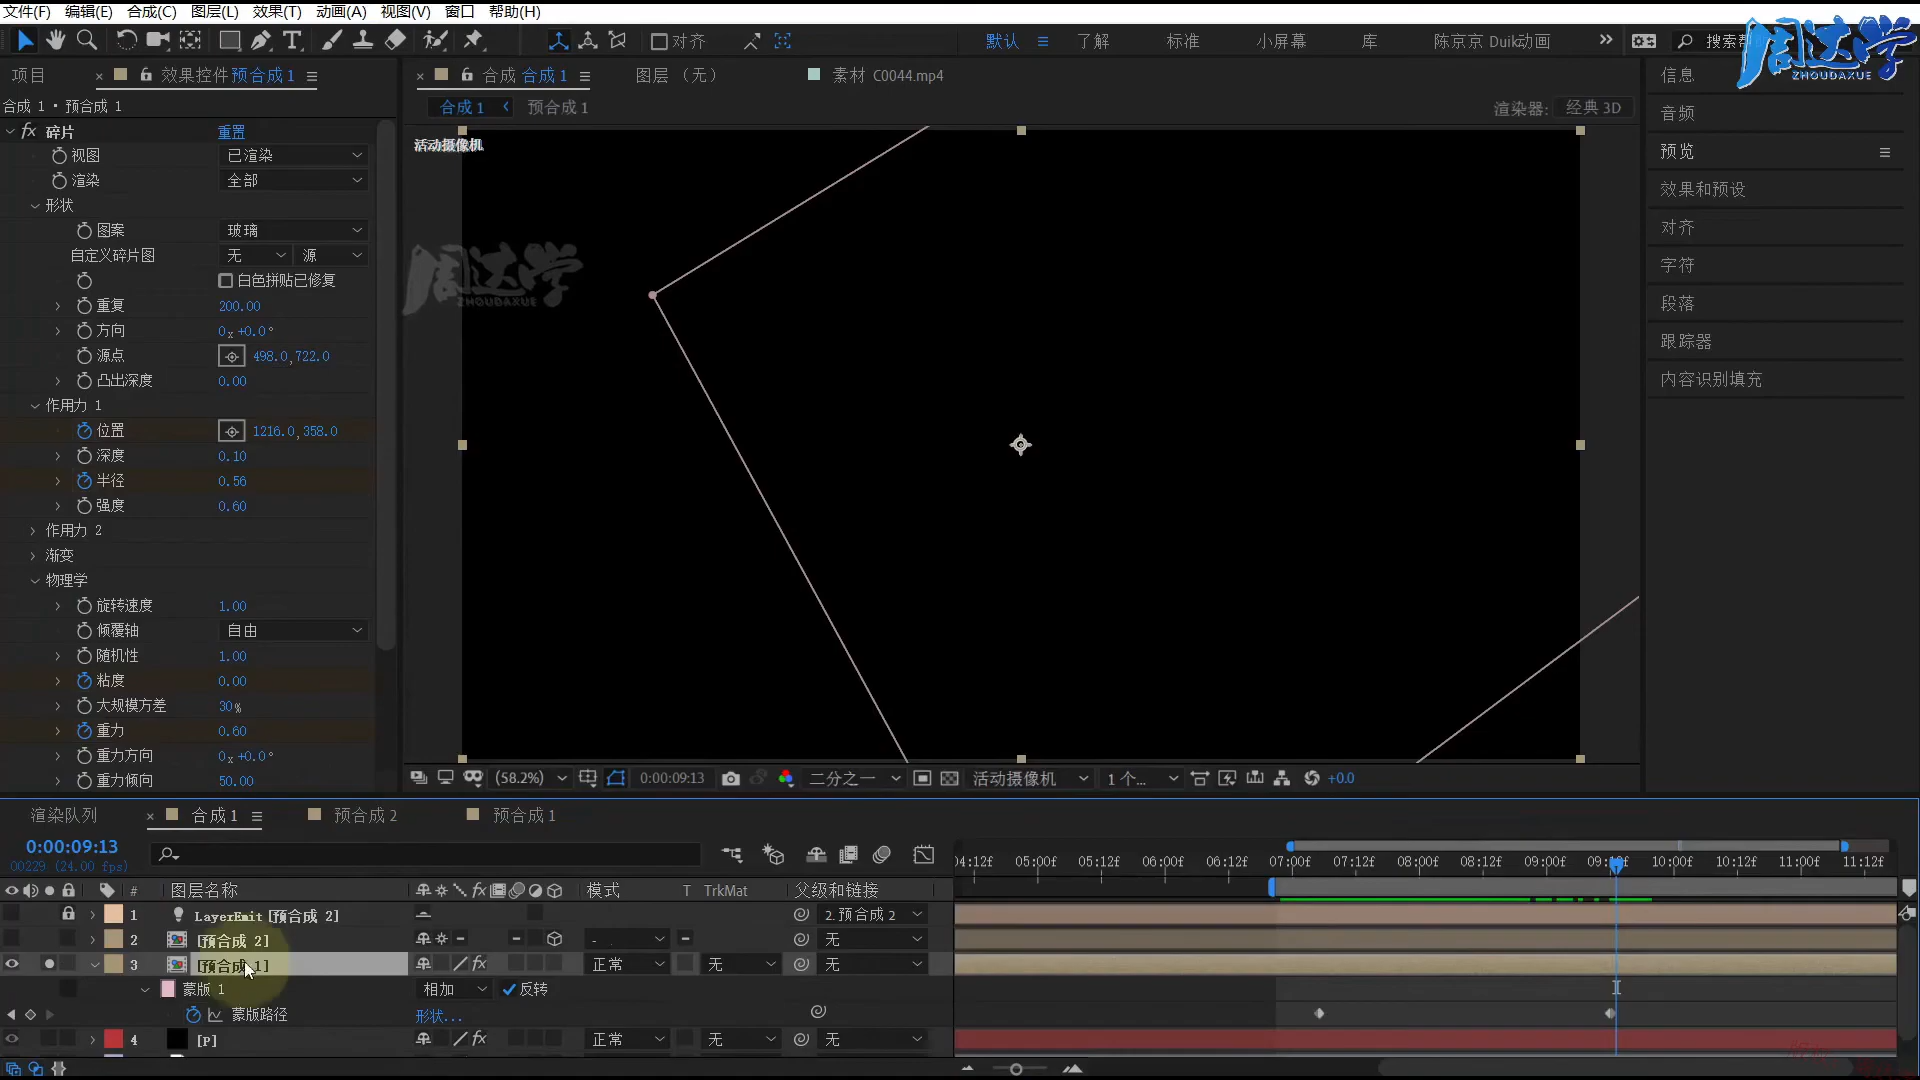 文件(F) 编辑(E) 合成(C) 图层(L) 效果(T) 动画(A) 视图(V) 窗口 帮助(H)
对齐 默认 了解 标准 小屏幕 库 陈京京 Duik动画 搜索帮
周达学
ZHOUDAXUE
项目 效果控件 预合成 1
合成 合成 1 图层 (无) 素材 C0044.mp4
合成 1 · 预合成 1
合成 1 预合成 1 渲染器: 经典 3D
活动摄像机
周达学
ZHOUDAXUE
fx 碎片 重置
视图 已渲染
渲染 全部
形状
图案 玻璃
自定义碎片图 无 源
白色拼贴已修复
重复 200.00
方向 0x+0.0°
源点 498.0,722.0
凸出深度 0.00
作用力 1
位置 1216.0,358.0
深度 0.10
半径 0.56
强度 0.60
作用力 2
渐变
物理学
旋转速度 1.00
倾覆轴 自由
随机性 1.00
粘度 0.00
大规模方差 30%
重力 0.60
重力方向 0x+0.0°
重力倾向 50.00
信息
音频
预览
效果和预设
对齐
字符
段落
跟踪器
内容识别填充
(58.2%) 0:00:09:13 二分之一 活动摄像机 1 个... +0.0
渲染队列 合成 1 预合成 2 预合成 1
0:00:09:13
00229 (24.00 fps)
04:12f 05:00f 05:12f 06:00f 06:12f 07:00f 07:12f 08:00f 08:12f 09:00f 09:12f 10:00f 10:12f 11:00f 11:12f
# 图层名称 fx 模式 T TrkMat 父级和链接
1 LayerEmit [预合成 2] 2.预合成 2
2 [预合成 2] - 无
3 [预合成 1] fx 正常 无 无
蒙版 1 相加 反转
蒙版路径 形状...
4 [P] fx 正常 无 无